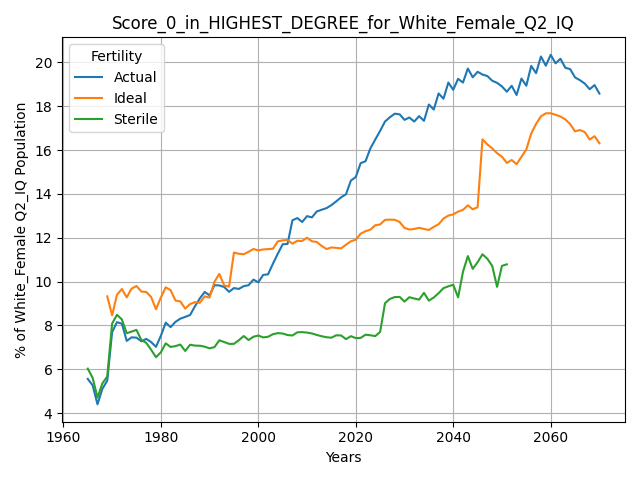 Score_0_in_HIGHEST_DEGREE_for_White_Female_Q2_IQ
Fertility
Actual
Ideal
Sterile
% of White_Female Q2_IQ Population
20
18
16
14
12
10
8
6
4
1960
1980
2000
2020
2040
2060
Years